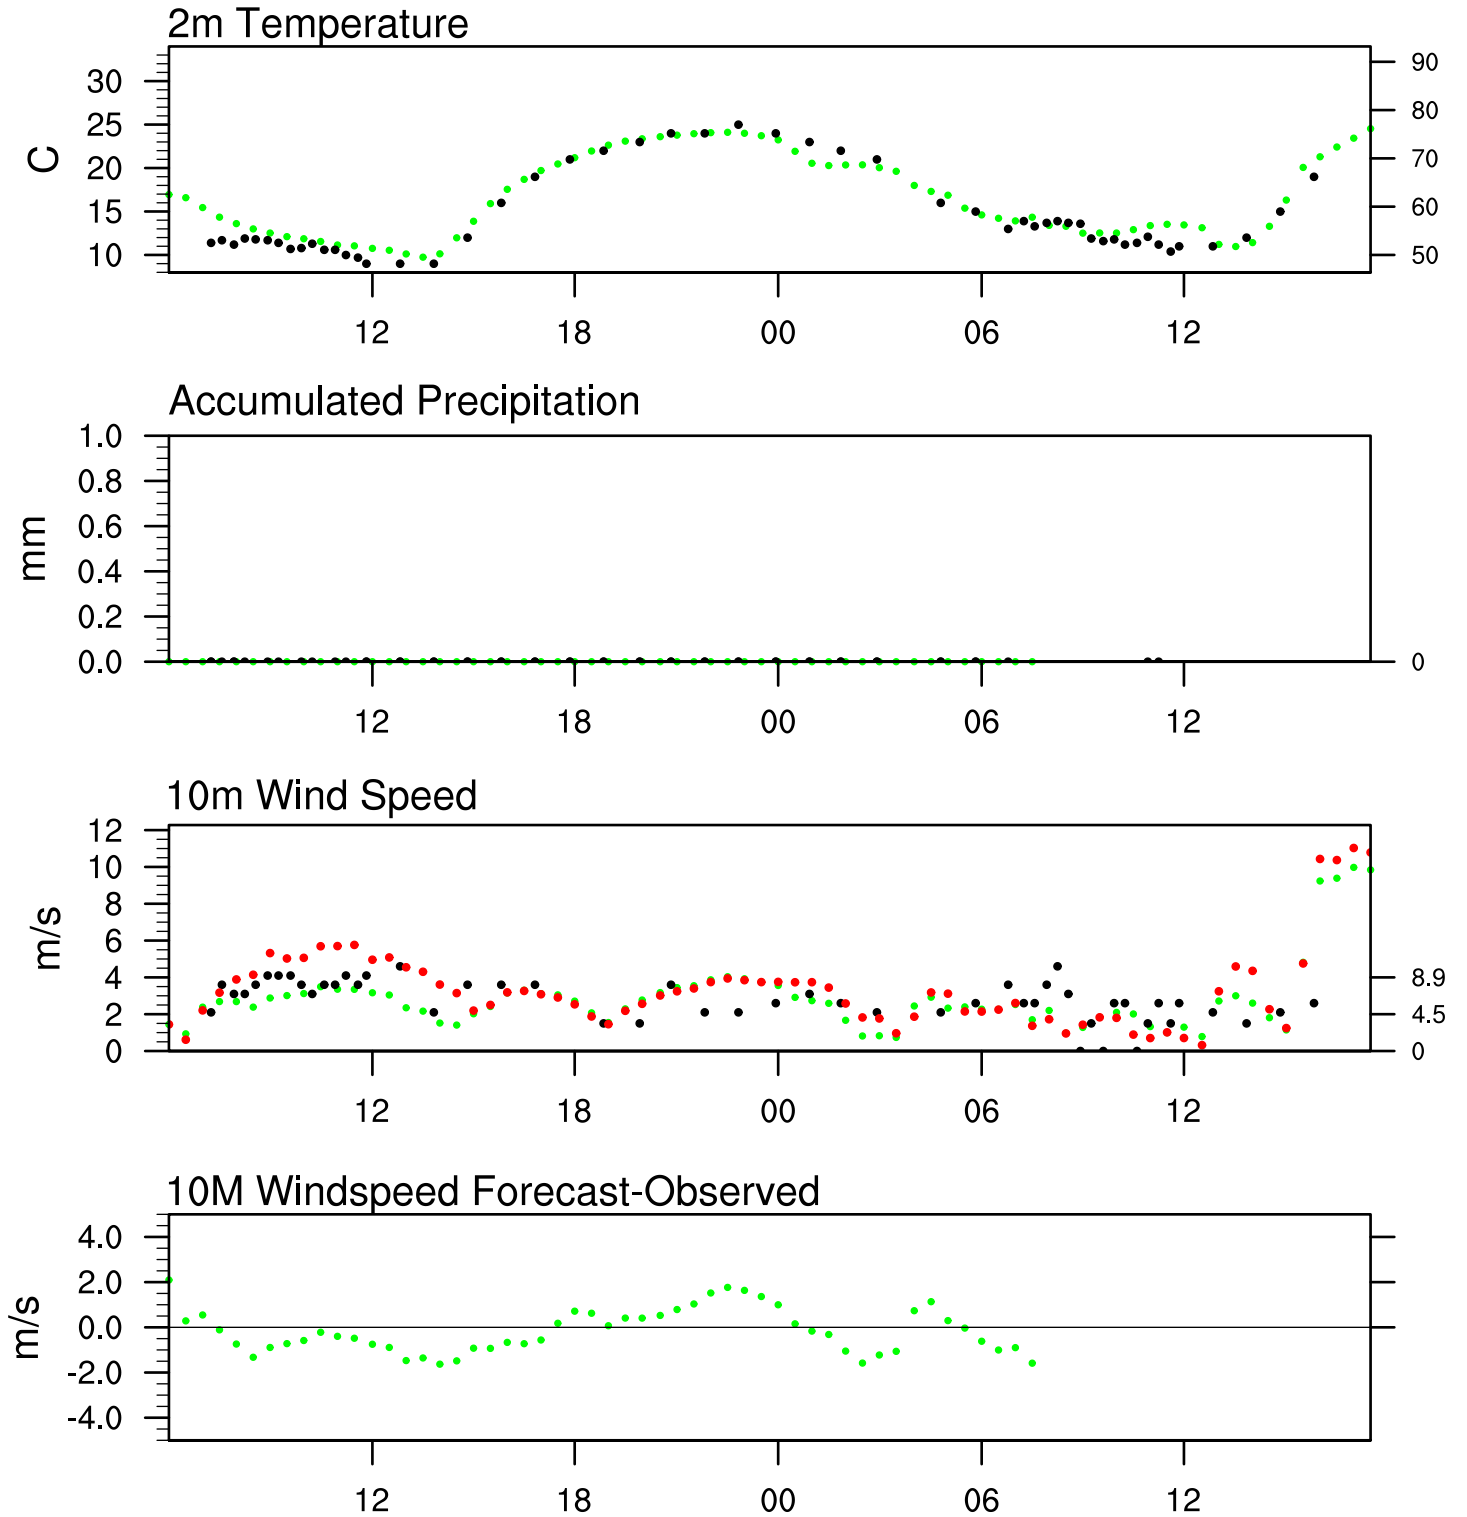 2m Temperature
30
25
20
15
10
C
90
80
70
60
50
12 18 00 06 12
Accumulated Precipitation
1.0
0.8
0.6
0.4
0.2
0.0
mm
0
12 18 00 06 12
10m Wind Speed
12
10
8
6
4
2
0
m/s
8.9
4.5
0
12 18 00 06 12
10M Windspeed Forecast-Observed
4.0
2.0
0.0
-2.0
-4.0
m/s
12 18 00 06 12